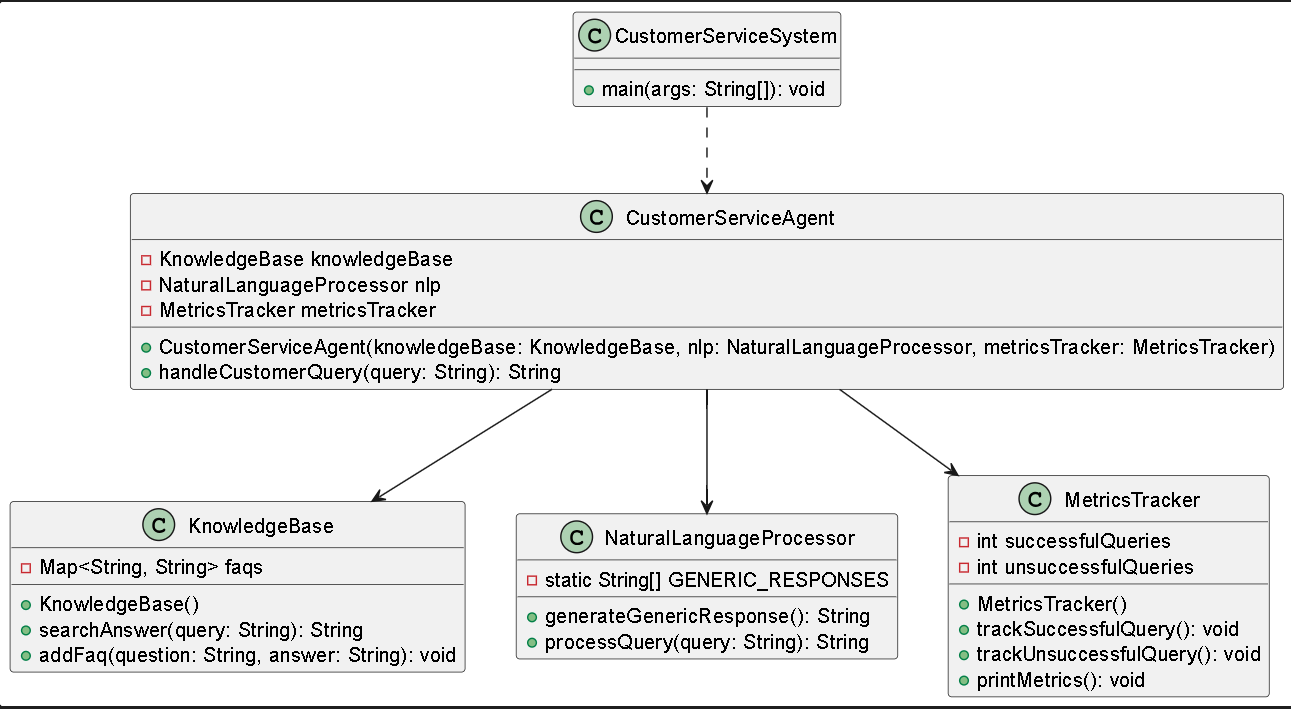 C CustomerServiceSystem
main(args: String[]): void
C CustomerServiceAgent
KnowledgeBase knowledgeBase
NaturalLanguageProcessor nlp
MetricsTracker metricsTracker
CustomerServiceAgent(knowledgeBase: KnowledgeBase, nlp: NaturalLanguageProcessor, metricsTracker: MetricsTracker)
handleCustomerQuery(query: String): String
C KnowledgeBase
Map<String, String> faqs
KnowledgeBase()
searchAnswer(query: String): String
addFaq(question: String, answer: String): void
C NaturalLanguageProcessor
static String[] GENERIC_RESPONSES
generateGenericResponse(): String
processQuery(query: String): String
C MetricsTracker
int successfulQueries
int unsuccessfulQueries
MetricsTracker()
trackSuccessfulQuery(): void
trackUnsuccessfulQuery(): void
printMetrics(): void